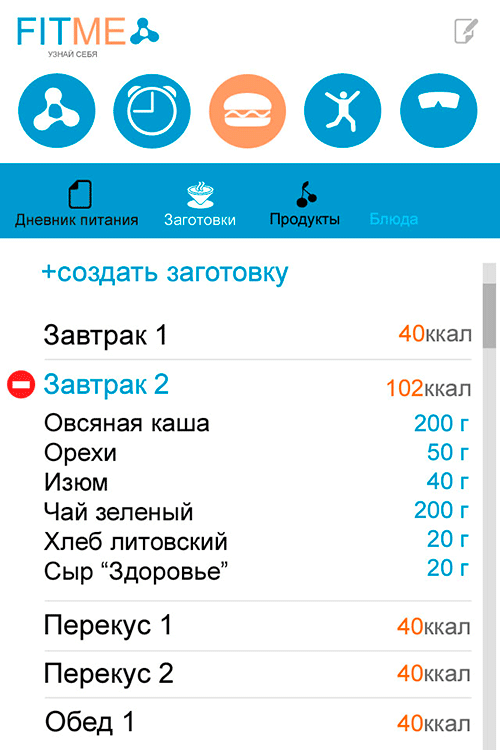 FITME
УЗНАЙ СЕБЯ
Дневник питания Заготовки Продукты Блюда
+создать заготовку
Завтрак 1 40ккал
Завтрак 2 102ккал
Овсяная каша 200 г
Орехи 50 г
Изюм 40 г
Чай зеленый 200 г
Хлеб литовский 20 г
Сыр “Здоровье” 20 г
Перекус 1 40ккал
Перекус 2 40ккал
Обед 1 40ккал